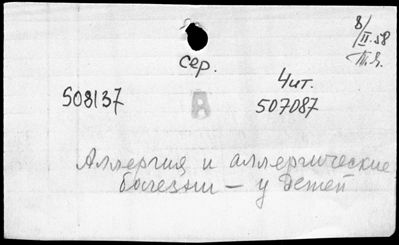 8/II.58
сер.
Чит.
508137 А 507087
Аллергия и аллергические
болезни — у детей